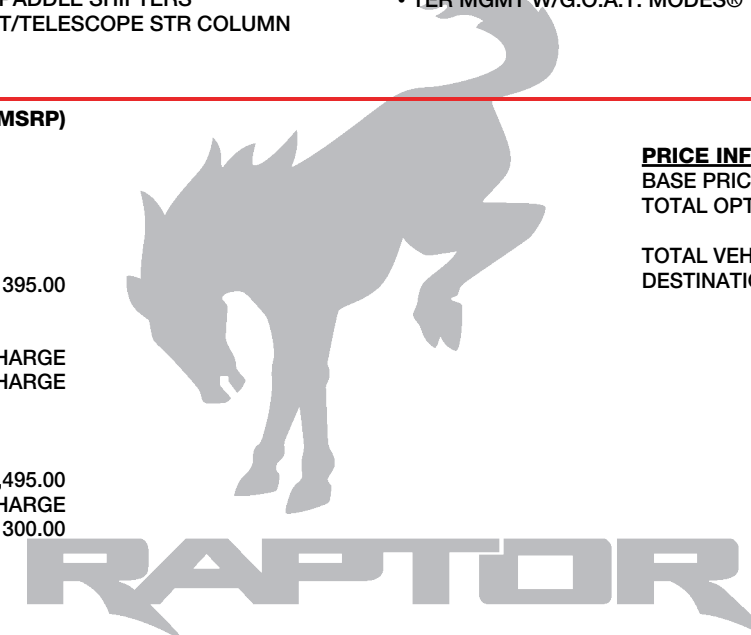 PADDLE SHIFTERS
T/TELESCOPE STR COLUMN
• TER MGMT W/G.O.A.T. MODES®
MSRP)
395.00
HARGE
HARGE
,495.00
HARGE
300.00
PRICE INF
BASE PRIC
TOTAL OPT
TOTAL VEH
DESTINATIO
RAPTOR